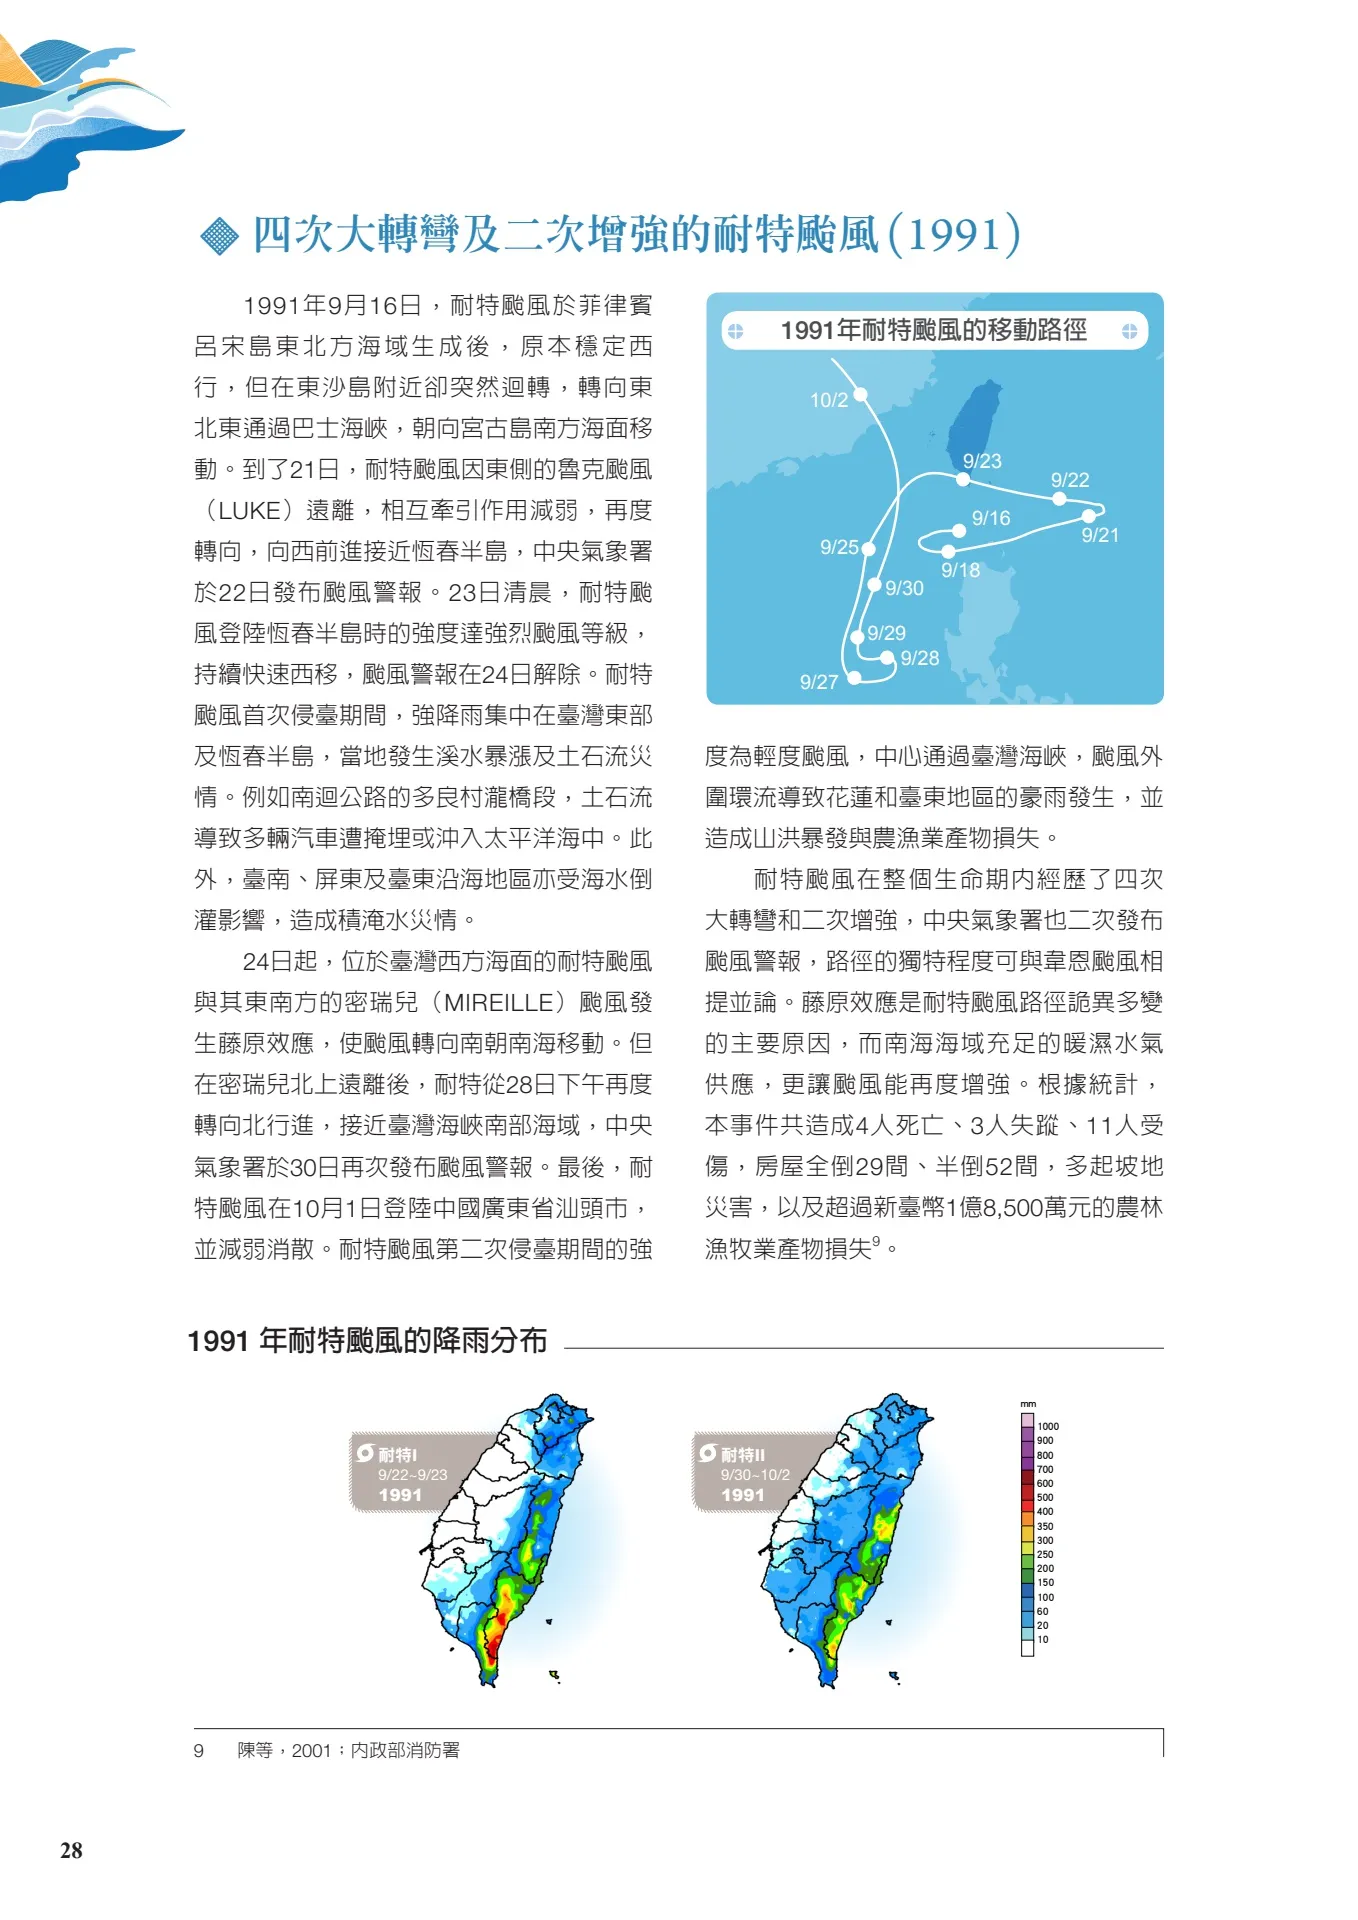 四次大轉彎及二次增強的耐特颱風(1991)
1991年9月16日，耐特颱風於菲律賓
呂宋島東北方海域生成後，原本穩定西
行，但在東沙島附近卻突然迴轉，轉向東
北東通過巴士海峽，朝向宮古島南方海面移
動。到了21日，耐特颱風因東側的魯克颱風
（LUKE）遠離，相互牽引作用減弱，再度
轉向，向西前進接近恆春半島，中央氣象署
於22日發布颱風警報。23日清晨，耐特颱
風登陸恆春半島時的強度達強烈颱風等級，
持續快速西移，颱風警報在24日解除。耐特
颱風首次侵臺期間，強降雨集中在臺灣東部
及恆春半島，當地發生溪水暴漲及土石流災
情。例如南迴公路的多良村瀧橋段，土石流
導致多輛汽車遭掩埋或沖入太平洋海中。此
外，臺南、屏東及臺東沿海地區亦受海水倒
灌影響，造成積淹水災情。
24日起，位於臺灣西方海面的耐特颱風
與其東南方的密瑞兒（MIREILLE）颱風發
生藤原效應，使颱風轉向南朝南海移動。但
在密瑞兒北上遠離後，耐特從28日下午再度
轉向北行進，接近臺灣海峽南部海域，中央
氣象署於30日再次發布颱風警報。最後，耐
特颱風在10月1日登陸中國廣東省汕頭市，
並減弱消散。耐特颱風第二次侵臺期間的強
1991年耐特颱風的移動路徑
10/2
9/23
9/22
9/16
9/21
9/25
9/18
9/30
9/29
9/28
9/27
度為輕度颱風，中心通過臺灣海峽，颱風外
圍環流導致花蓮和臺東地區的豪雨發生，並
造成山洪暴發與農漁業產物損失。
耐特颱風在整個生命期內經歷了四次
大轉彎和二次增強，中央氣象署也二次發布
颱風警報，路徑的獨特程度可與韋恩颱風相
提並論。藤原效應是耐特颱風路徑詭異多變
的主要原因，而南海海域充足的暖濕水氣
供應，更讓颱風能再度增強。根據統計，
本事件共造成4人死亡、3人失蹤、11人受
傷，房屋全倒29間、半倒52間，多起坡地
災害，以及超過新臺幣1億8,500萬元的農林
漁牧業產物損失9。
1991 年耐特颱風的降雨分布
耐特I
9/22~9/23
1991
耐特II
9/30~10/2
1991
mm
1000
900
800
700
600
500
400
350
300
250
200
150
100
60
20
10
9 陳等，2001；內政部消防署
28